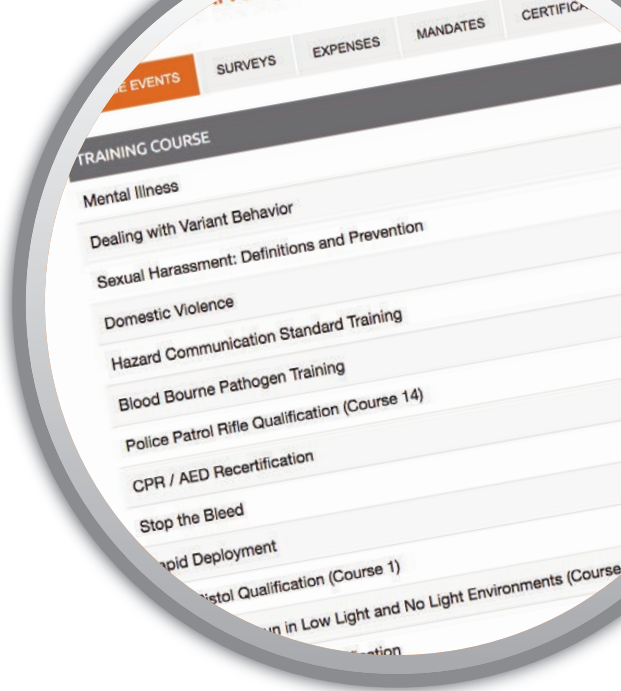 EVENTS SURVEYS EXPENSES MANDATES
TRAINING COURSE
Mental Illness
Dealing with Variant Behavior
Sexual Harassment: Definitions and Prevention
Domestic Violence
Hazard Communication Standard Training
Blood Bourne Pathogen Training
Police Patrol Rifle Qualification (Course 14)
CPR / AED Recertification
Stop the Bleed
Deployment
Qualification (Course 1)
in Low Light and No Light Environments (Course